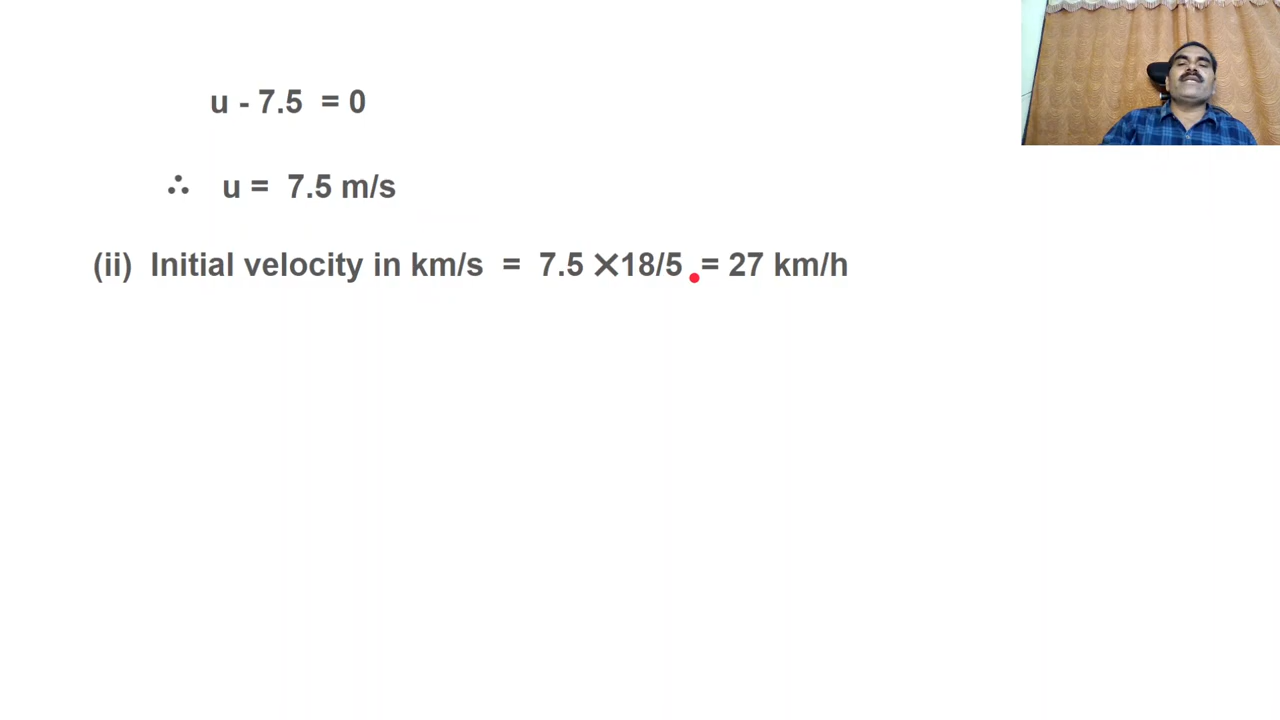 u - 7.5 = 0
∴ u = 7.5 m/s
(ii) Initial velocity in km/s = 7.5 ×18/5 = 27 km/h